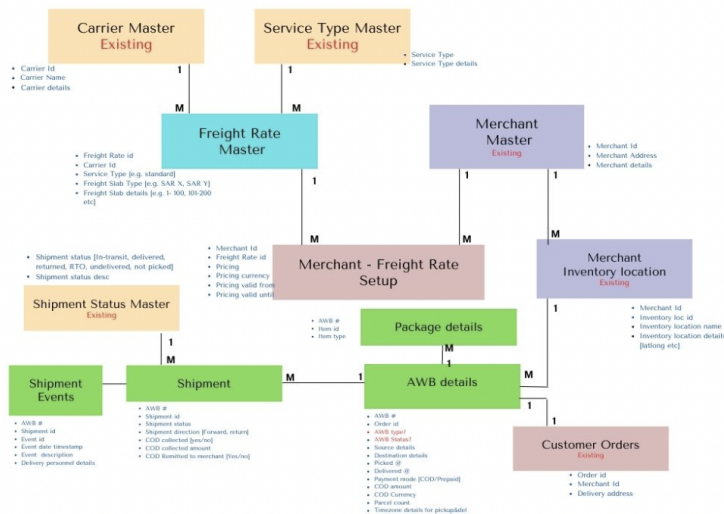 Carrier Master
Existing
Service Type Master
Existing
• Carrier Id
• Carrier Name
• Carrier details
• Service Type
• Service Type details
1
1
M
M
Freight Rate
Master
Merchant
Master
Existing
• Freight Rate id
• Carrier Id
• Service Type [e.g. standard]
• Freight Slab Type [e.g. SAR X, SAR Y]
• Freight Slab details [e.g. 1- 100, 101-200
etc]
• Merchant Id
• Merchant Address
• Merchant details
1
1
1
M
M
M
• Merchant Id
• Freight Rate id
• Pricing
• Pricing currency
• Pricing valid from
• Pricing valid until
Merchant - Freight Rate
Setup
Merchant
Inventory location
Existing
• Shipment status [In-transit, delivered,
returned, RTO, undelivered, not picked]
• Shipment status desc
Shipment Status Master
Existing
• Merchant Id
• Inventory loc id
• Inventory location name
• Inventory location details
[latlong etc]
• AWB #
• Item id
• Item type
Package details
1
1
M
M
1
Shipment
Events
Shipment
M
1
AWB details
M
1
1
• AWB #
• Shipment id
• Event id
• Event date timestamp
• Event description
• Delivery personnel details
• AWB #
• Shipment id
• Shipment status
• Shipment direction [Forward, return]
• COD collected [yes/no]
• COD collected amount
• COD Remitted to merchant [Yes/no]
• AWB #
• Order id
• AWB type?
• AWB Status?
• Source details
• Destination details
• Picked @
• Delivered @
• Payment mode [COD/Prepaid]
• COD amount
• COD Currency
• Parcel count
• Timezone details for pickup&del
Customer Orders
Existing
• Order id
• Merchant Id
• Delivery address